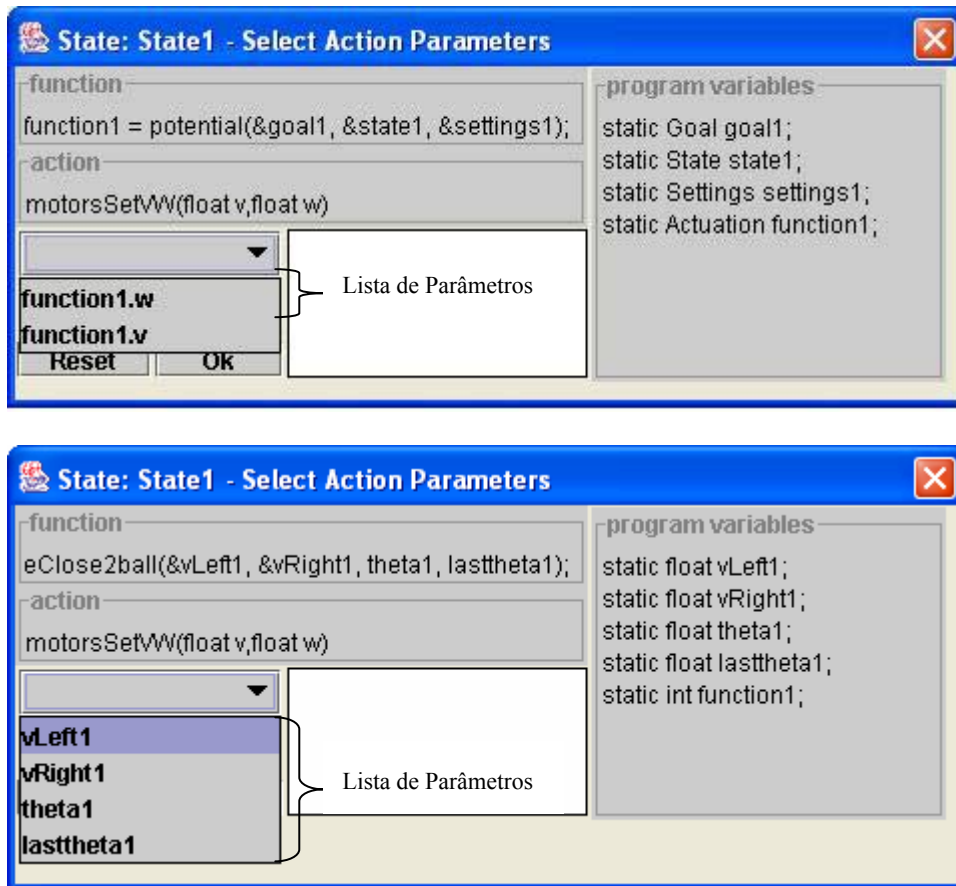 State: State1 - Select Action Parameters
function
function1 = potential(&goal1, &state1, &settings1);
action
motorsSetVW(float v,float w)
function1.w
function1.v
Reset
Ok
Lista de Parâmetros
program variables
static Goal goal1;
static State state1;
static Settings settings1;
static Actuation function1;
State: State1 - Select Action Parameters
function
eClose2ball(&vLeft1, &vRight1, theta1, lasttheta1);
action
motorsSetVW(float v,float w)
vLeft1
vRight1
theta1
lasttheta1
Lista de Parâmetros
program variables
static float vLeft1;
static float vRight1;
static float theta1;
static float lasttheta1;
static int function1;